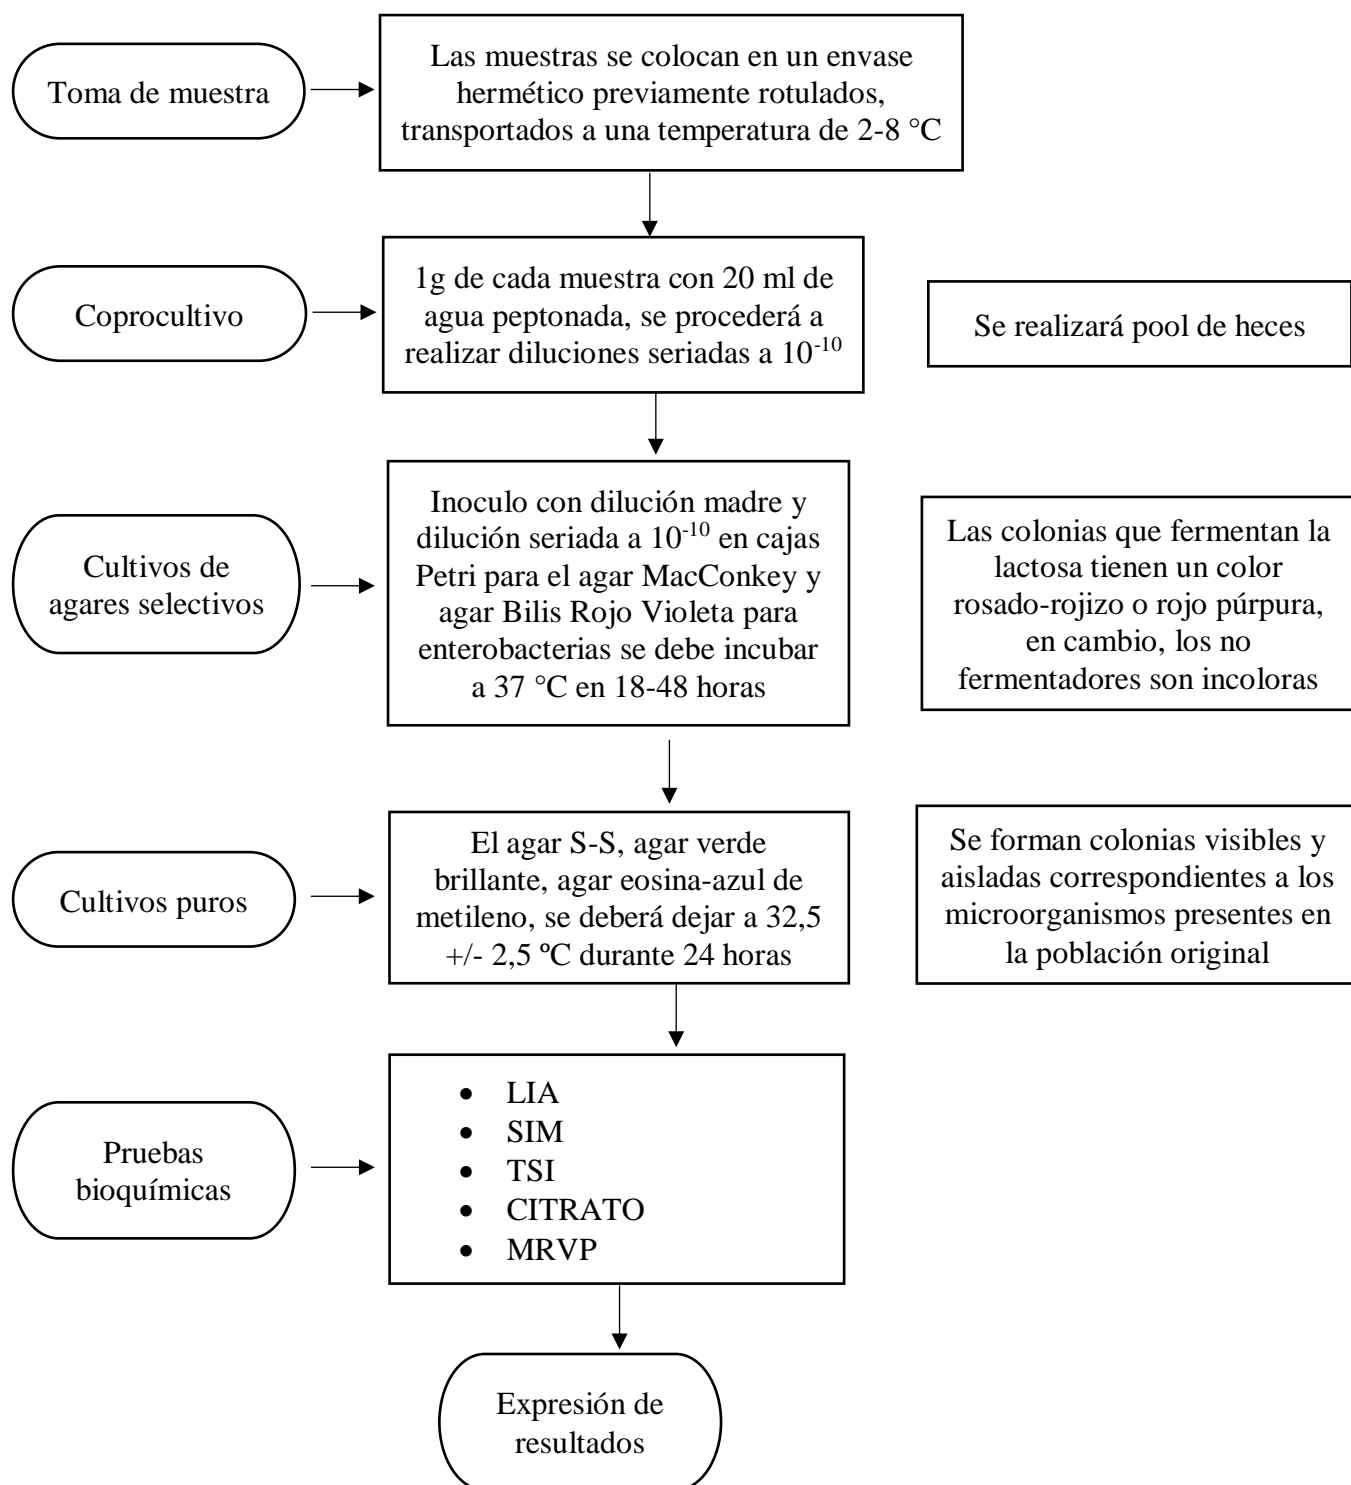 Toma de muestra
Las muestras se colocan en un envase
hermético previamente rotulados,
transportados a una temperatura de 2-8 °C
Coprocultivo
1g de cada muestra con 20 ml de
agua peptonada, se procederá a
realizar diluciones seriadas a 10⁻¹⁰
Se realizará pool de heces
Cultivos de
agares selectivos
Inoculo con dilución madre y
dilución seriada a 10⁻¹⁰ en cajas
Petri para el agar MacConkey y
agar Bilis Rojo Violeta para
enterobacterias se debe incubar
a 37 °C en 18-48 horas
Las colonias que fermentan la
lactosa tienen un color
rosado-rojizo o rojo púrpura,
en cambio, los no
fermentadores son incoloras
Cultivos puros
El agar S-S, agar verde
brillante, agar eosina-azul de
metileno, se deberá dejar a 32,5
+/- 2,5 ºC durante 24 horas
Se forman colonias visibles y
aisladas correspondientes a los
microorganismos presentes en
la población original
Pruebas
bioquímicas
• LIA
• SIM
• TSI
• CITRATO
• MRVP
Expresión de
resultados